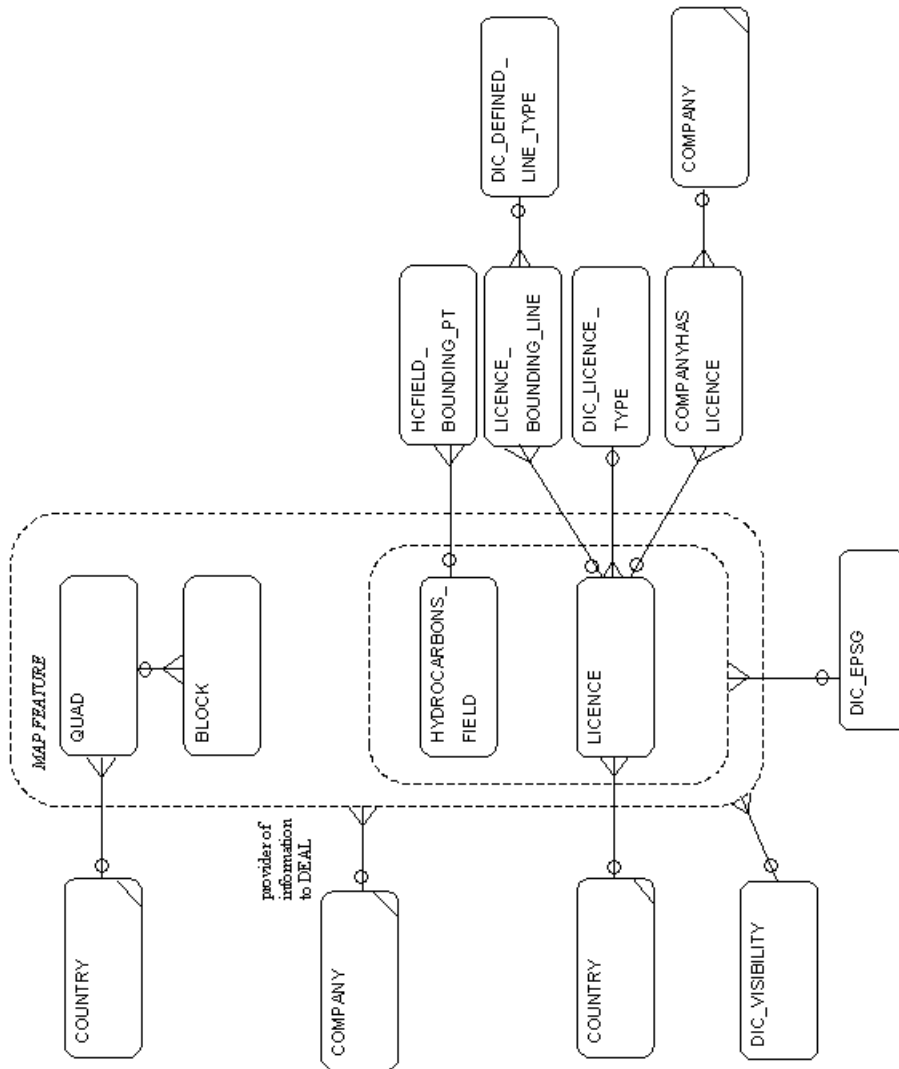 MAP FEATURE
COUNTRY
QUAD
BLOCK
provider of
information
to DEAL
COMPANY
HYDROCARBONS_
FIELD
HCFIELD_
BOUNDING_PT
LICENCE_
BOUNDING_LINE
DIC_DEFINED_
LINE_TYPE
COUNTRY
LICENCE
DIC_LICENCE_
TYPE
COMPANYHAS
LICENCE
COMPANY
DIC_VISIBILITY
DIC_EPSG